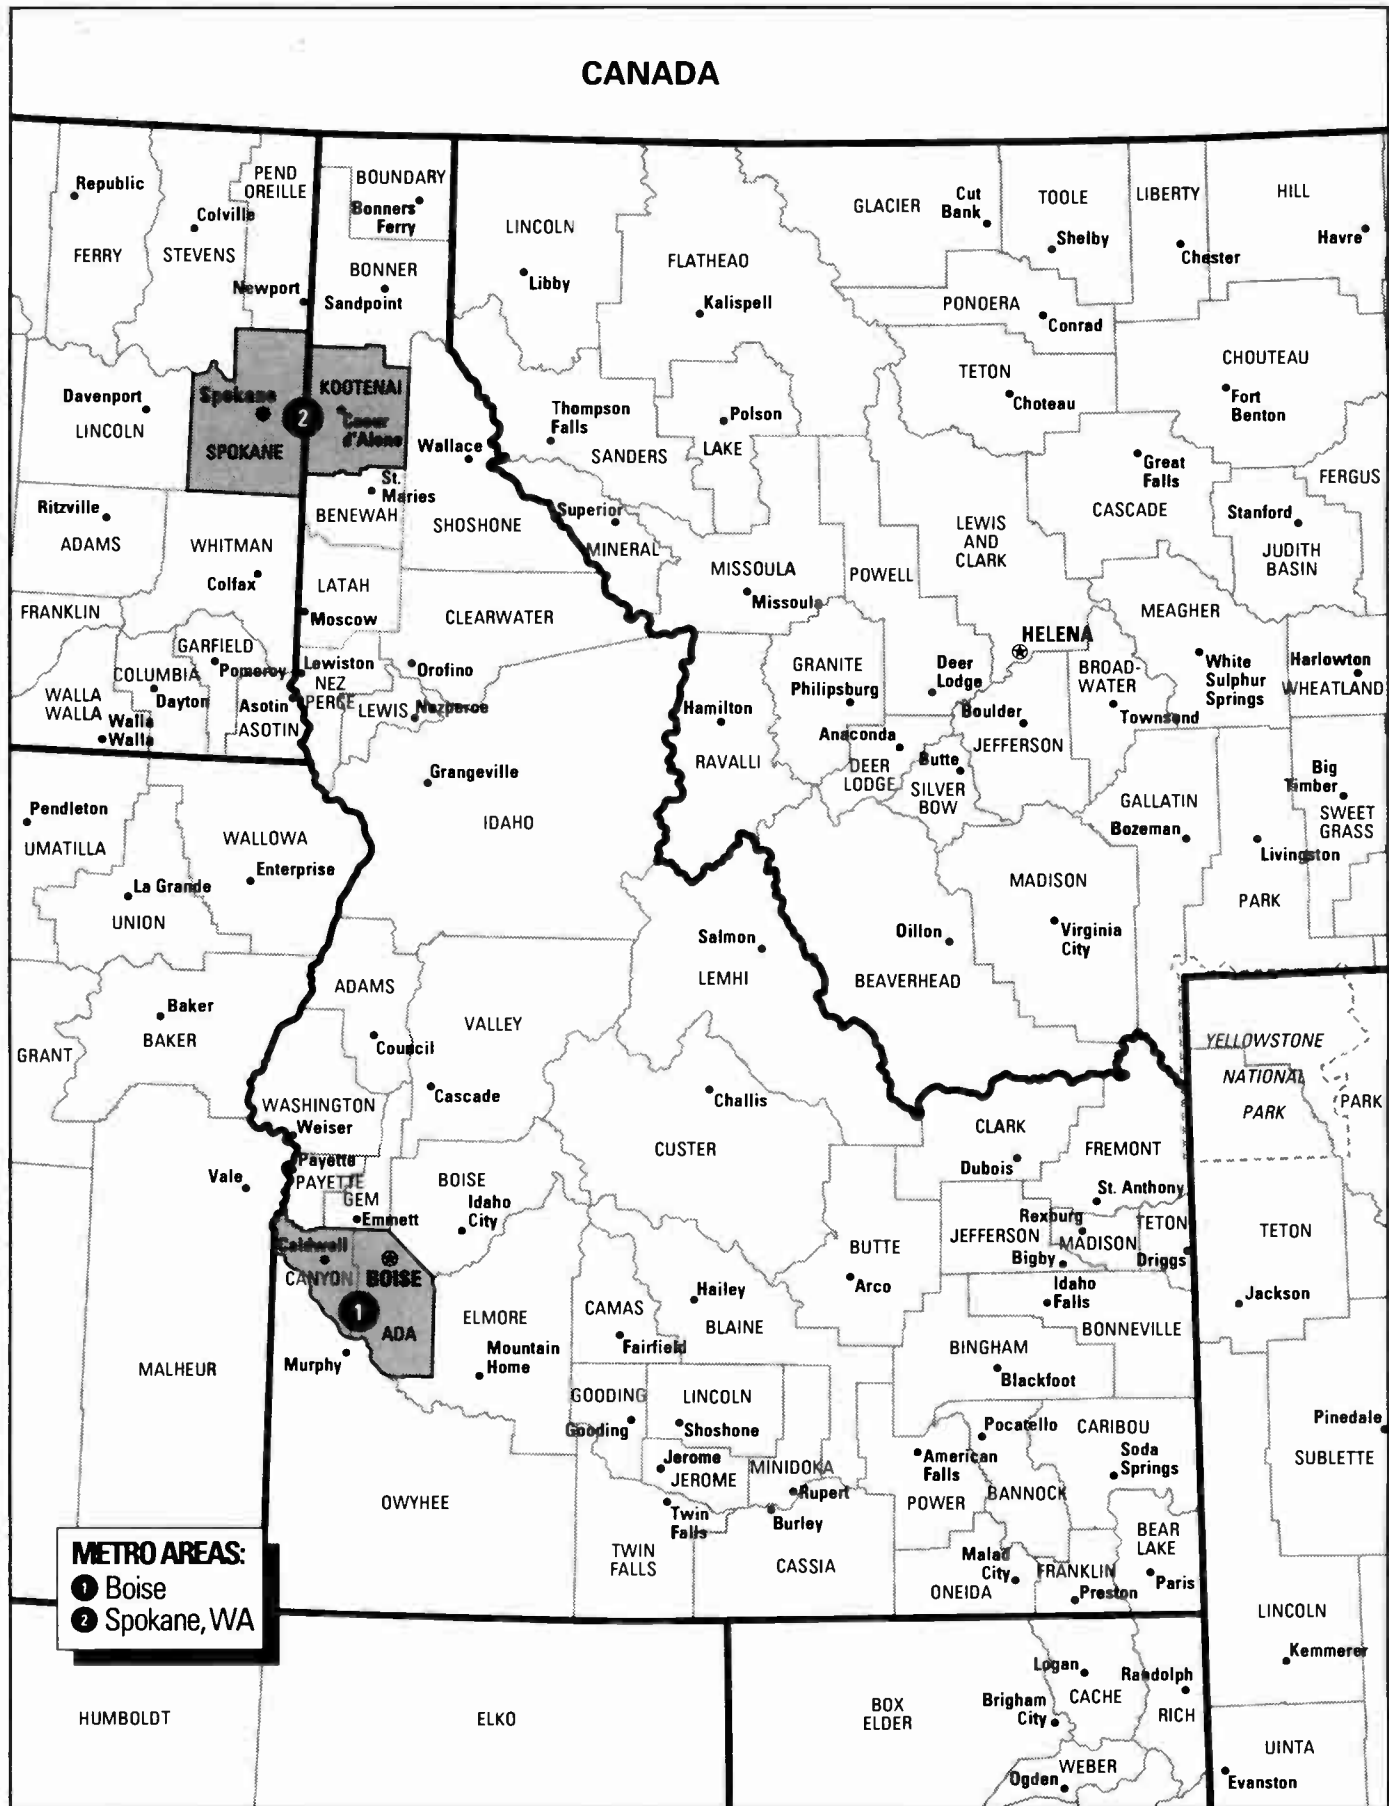 CANADA
Republic
PEND
OREILLE
BOUNDARY
Colville
Bonners
Ferry
FERRY
STEVENS
BONNER
Newport
Sandpoint
LINCOLN
Libby
FLATHEAO
Kalispell
GLACIER
Cut
Bank
TOOLE
Shelby
LIBERTY
Chester
HILL
Havre
PONOERA
Conrad
CHOUTEAU
Fort
Benton
TETON
Choteau
Davenport
LINCOLN
Spokane
SPOKANE
2
KOOTENAI
Coeur
d'Alene
Wallace
Thompson
Falls
SANDERS
Polson
LAKE
Great
Falls
CASCADE
FERGUS
Stanford
JUDITH
BASIN
St.
Maries
BENEWAH
SHOSHONE
Superior
MINERAL
LEWIS
AND
CLARK
Ritzville
ADAMS
WHITMAN
Colfax
LATAH
Moscow
CLEARWATER
MISSOULA
Missoula
POWELL
MEAGHER
FRANKLIN
GARFIELD
Pomeroy
COLUMBIA
Dayton
WALLA
WALLA
Walla
Walla
Asotin
ASOTIN
Lewiston
NEZ
PERCE
LEWIS
Nezperce
Orofino
HELENA
GRANITE
Philipsburg
Deer
Lodge
BROAD-
WATER
Townsend
White
Sulphur
Springs
Harlowton
WHEATLAND
Hamilton
RAVALLI
Anaconda
DEER
LODGE
Boulder
JEFFERSON
Butte
SILVER
BOW
Grangeville
IDAHO
Pendleton
UMATILLA
WALLOWA
Enterprise
La Grande
UNION
GALLATIN
Bozeman
Big
Timber
SWEET
GRASS
Livingston
PARK
MADISON
Virginia
City
Oillon
BEAVERHEAD
Salmon
LEMHI
Baker
BAKER
GRANT
ADAMS
Council
VALLEY
Cascade
YELLOWSTONE
NATIONAL
PARK
PARK
WASHINGTON
Weiser
Challis
CUSTER
CLARK
Dubois
FREMONT
St. Anthony
Vale
Payette
PAYETTE
GEM
Emmett
BOISE
Idaho
City
Caldwell
CANYON
BOISE
1
ADA
Murphy
JEFFERSON
Rexburg
MADISON
Bigby
TETON
Driggs
TETON
Jackson
BUTTE
Arco
Idaho
Falls
BONNEVILLE
Hailey
BLAINE
CAMAS
Fairfield
ELMORE
Mountain
Home
MALHEUR
BINGHAM
Blackfoot
GOODING
Gooding
LINCOLN
Shoshone
Jerome
JEROME
MINIDOKA
Rupert
Burley
Pocatello
CARIBOU
Soda
Springs
American
Falls
POWER
BANNOCK
Pinedale
SUBLETTE
OWYHEE
Twin
Falls
TWIN
FALLS
CASSIA
Malad
City
ONEIDA
FRANKLIN
Preston
BEAR
LAKE
Paris
METRO AREAS:
1 Boise
2 Spokane, WA
LINCOLN
Kemmerer
HUMBOLDT
ELKO
BOX
ELDER
Logan
CACHE
Brigham
City
Randolph
RICH
WEBER
Ogden
UINTA
Evanston